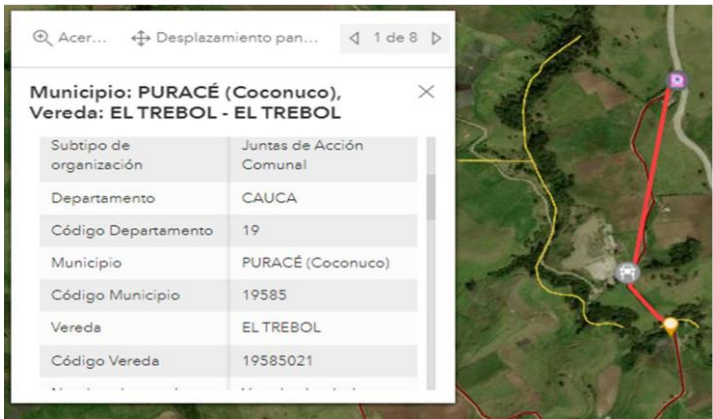 Acer... Desplazamiento pan... 1 de 8
Municipio: PURACÉ (Coconuco),
Vereda: EL TREBOL - EL TREBOL
Subtipo de Juntas de Acción
organización Comunal
Departamento CAUCA
Código Departamento 19
Municipio PURACÉ (Coconuco)
Código Municipio 19585
Vereda EL TREBOL
Código Vereda 19585021